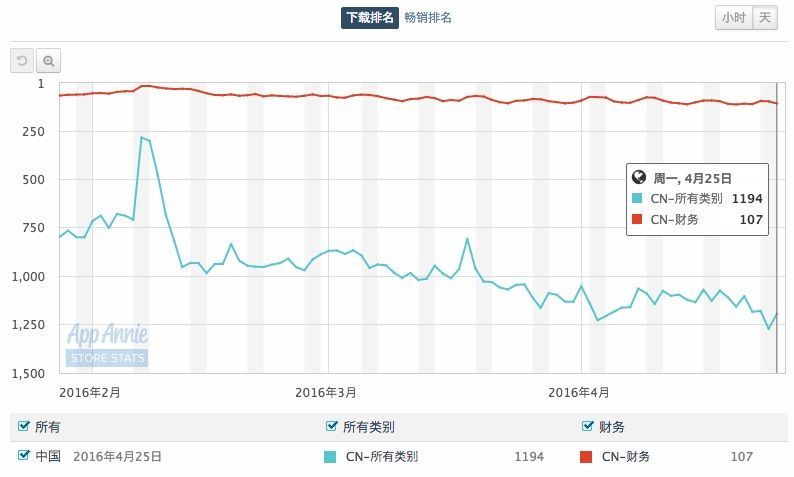 下载排名 畅销排名 小时 天
1
250
500
750
1,000
1,250
1,500
周一, 4月25日
CN-所有类别 1194
CN-财务 107
App Annie
STORE STATS
2016年2月 2016年3月 2016年4月
所有 所有类别 财务
中国 2016年4月25日 CN-所有类别 1194 CN-财务 107